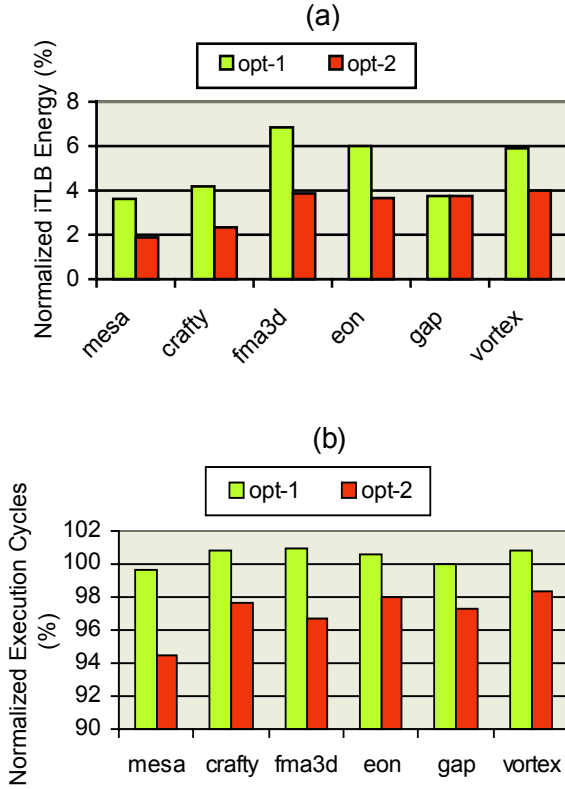 (a)
opt-1 opt-2
Normalized iTLB Energy (%)
8
6
4
2
0
mesa crafty fma3d eon gap vortex
(b)
opt-1 opt-2
Normalized Execution Cycles
(%)
102
100
98
96
94
92
90
mesa crafty fma3d eon gap vortex